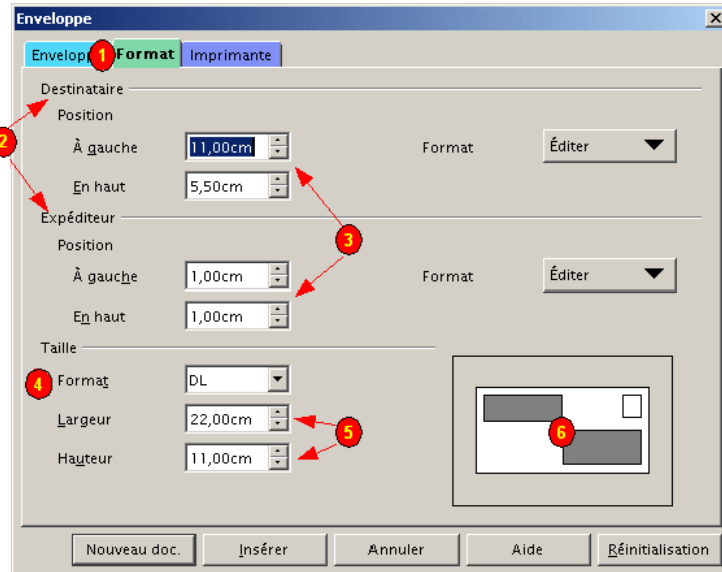 Enveloppe
Envelopp 1 Format Imprimante
Destinataire
Position
2
À gauche 11,00cm Format Éditer
En haut 5,50cm
Expéditeur
3
Position
À gauche 1,00cm Format Éditer
En haut 1,00cm
Taille
4 Format DL
Largeur 22,00cm
5 6
Hauteur 11,00cm
Nouveau doc. Insérer Annuler Aide Réinitialisation